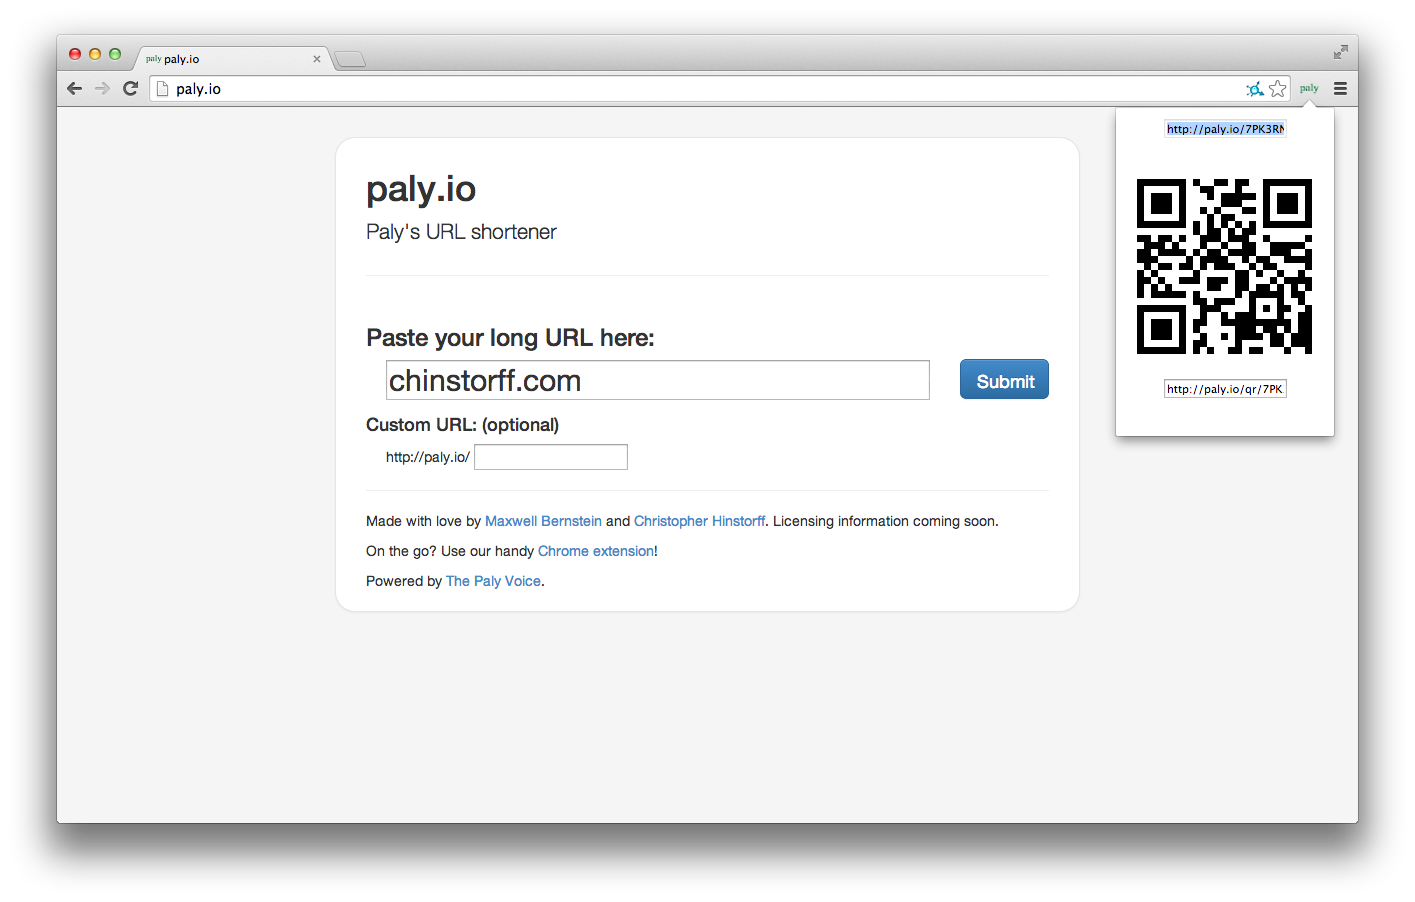 paly paly.io
paly.io
paly
http://paly.io/7PK3R
paly.io
Paly's URL shortener
Paste your long URL here:
chinstorff.com
Submit
Custom URL: (optional)
http://paly.io/
Made with love by Maxwell Bernstein and Christopher Hinstorff. Licensing information coming soon.
On the go? Use our handy Chrome extension!
Powered by The Paly Voice.
http://paly.io/qr/7PK